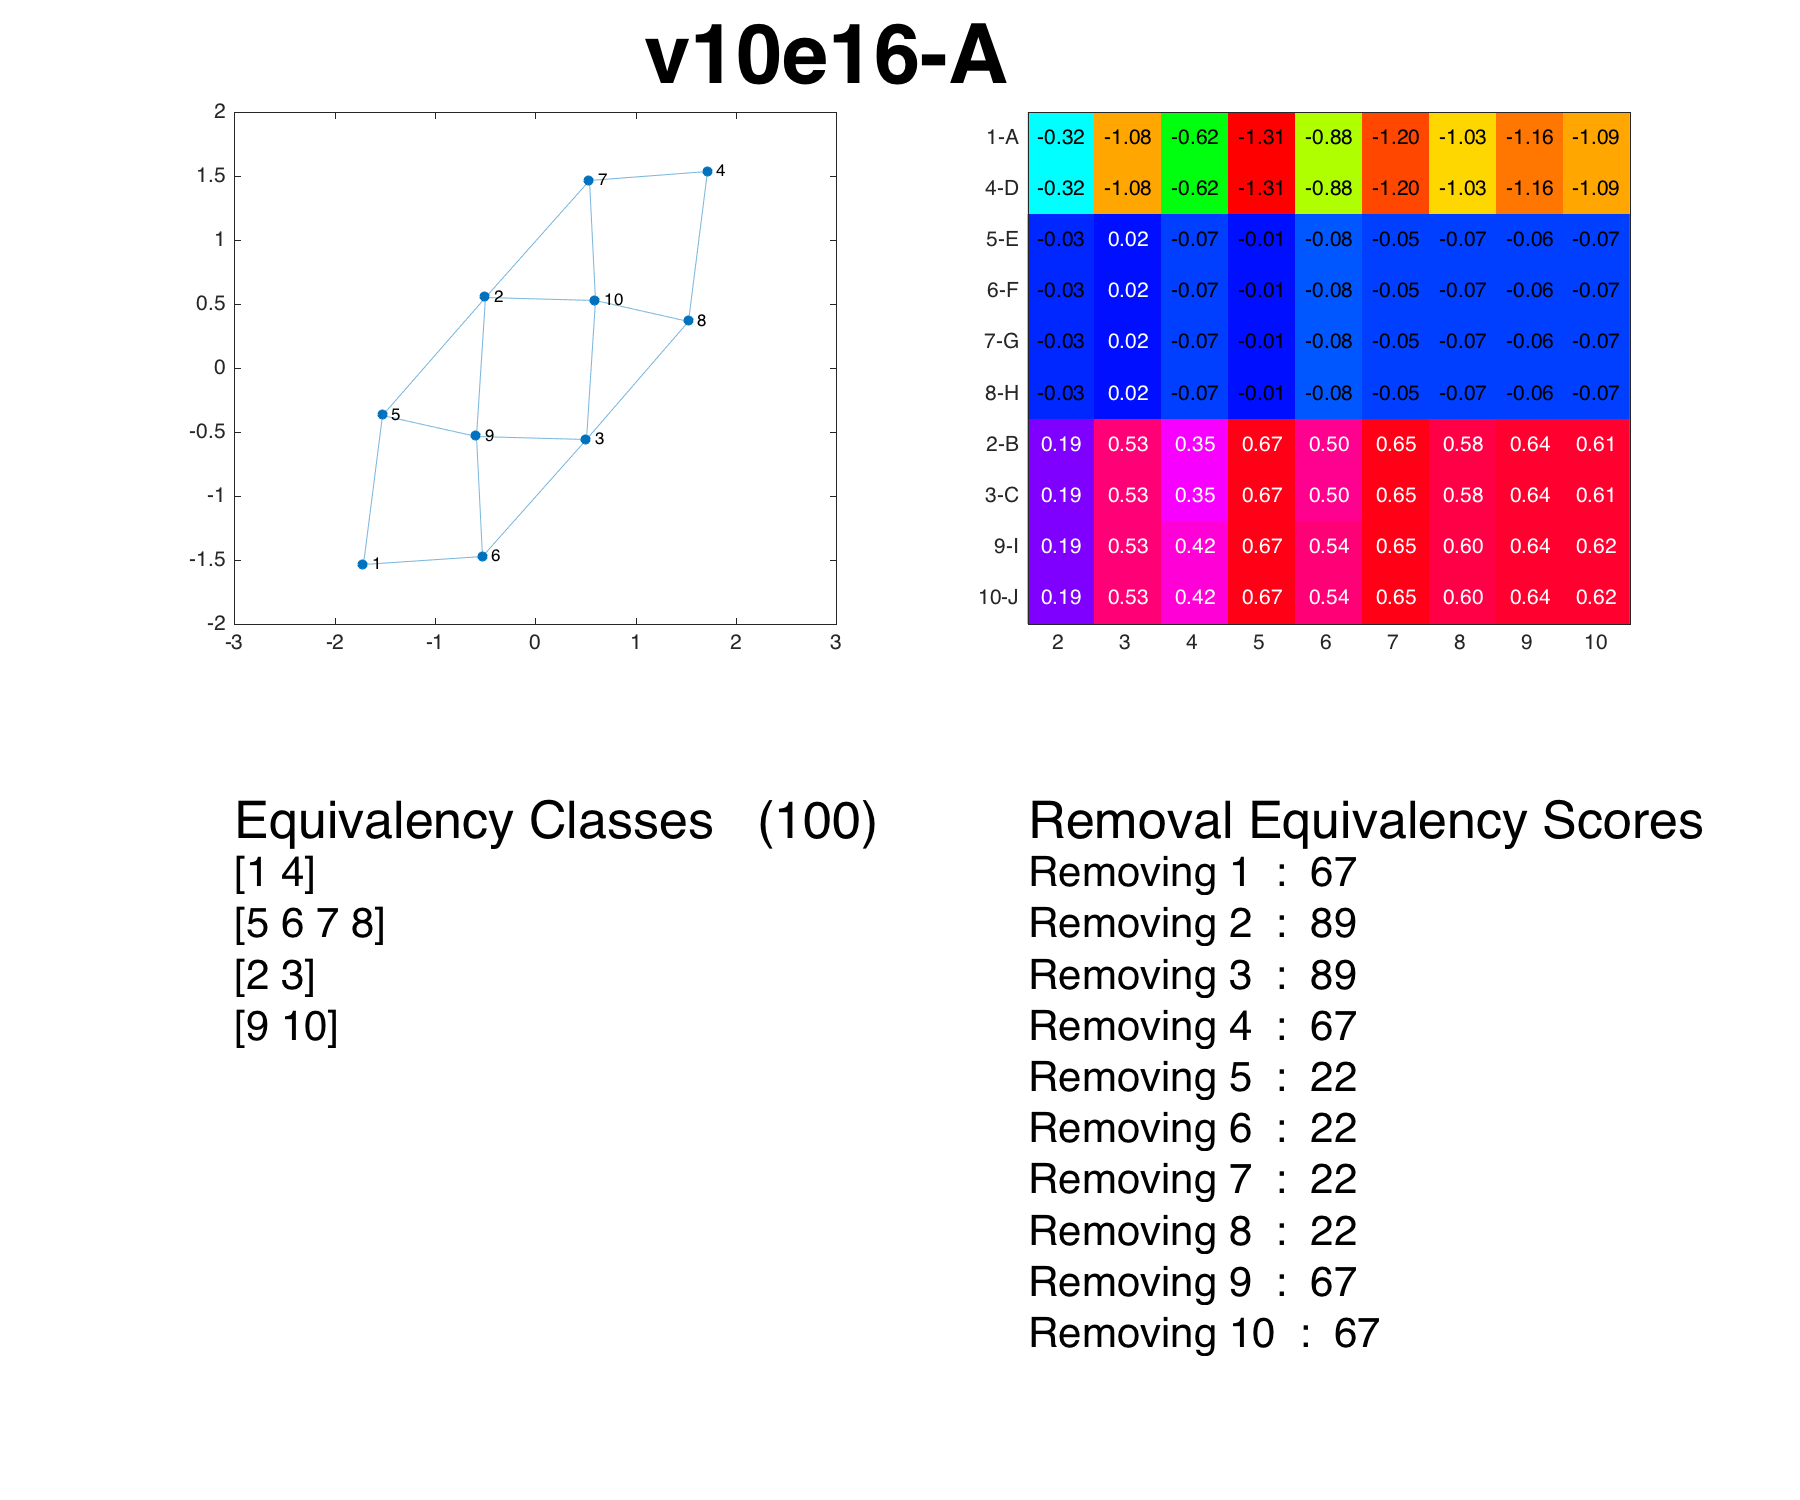 v10e16-A
2
1.5
1
0.5
0
-0.5
-1
-1.5
-2
-3 -2 -1 0 1 2 3
7
4
2
10
8
5
9
3
1
6
1-A -0.32 -1.08 -0.62 -1.31 -0.88 -1.20 -1.03 -1.16 -1.09
4-D -0.32 -1.08 -0.62 -1.31 -0.88 -1.20 -1.03 -1.16 -1.09
5-E -0.03 0.02 -0.07 -0.01 -0.08 -0.05 -0.07 -0.06 -0.07
6-F -0.03 0.02 -0.07 -0.01 -0.08 -0.05 -0.07 -0.06 -0.07
7-G -0.03 0.02 -0.07 -0.01 -0.08 -0.05 -0.07 -0.06 -0.07
8-H -0.03 0.02 -0.07 -0.01 -0.08 -0.05 -0.07 -0.06 -0.07
2-B 0.19 0.53 0.35 0.67 0.50 0.65 0.58 0.64 0.61
3-C 0.19 0.53 0.35 0.67 0.50 0.65 0.58 0.64 0.61
9-I 0.19 0.53 0.42 0.67 0.54 0.65 0.60 0.64 0.62
10-J 0.19 0.53 0.42 0.67 0.54 0.65 0.60 0.64 0.62
2 3 4 5 6 7 8 9 10
Equivalency Classes (100)
[1 4]
[5 6 7 8]
[2 3]
[9 10]
Removal Equivalency Scores
Removing 1 : 67
Removing 2 : 89
Removing 3 : 89
Removing 4 : 67
Removing 5 : 22
Removing 6 : 22
Removing 7 : 22
Removing 8 : 22
Removing 9 : 67
Removing 10 : 67